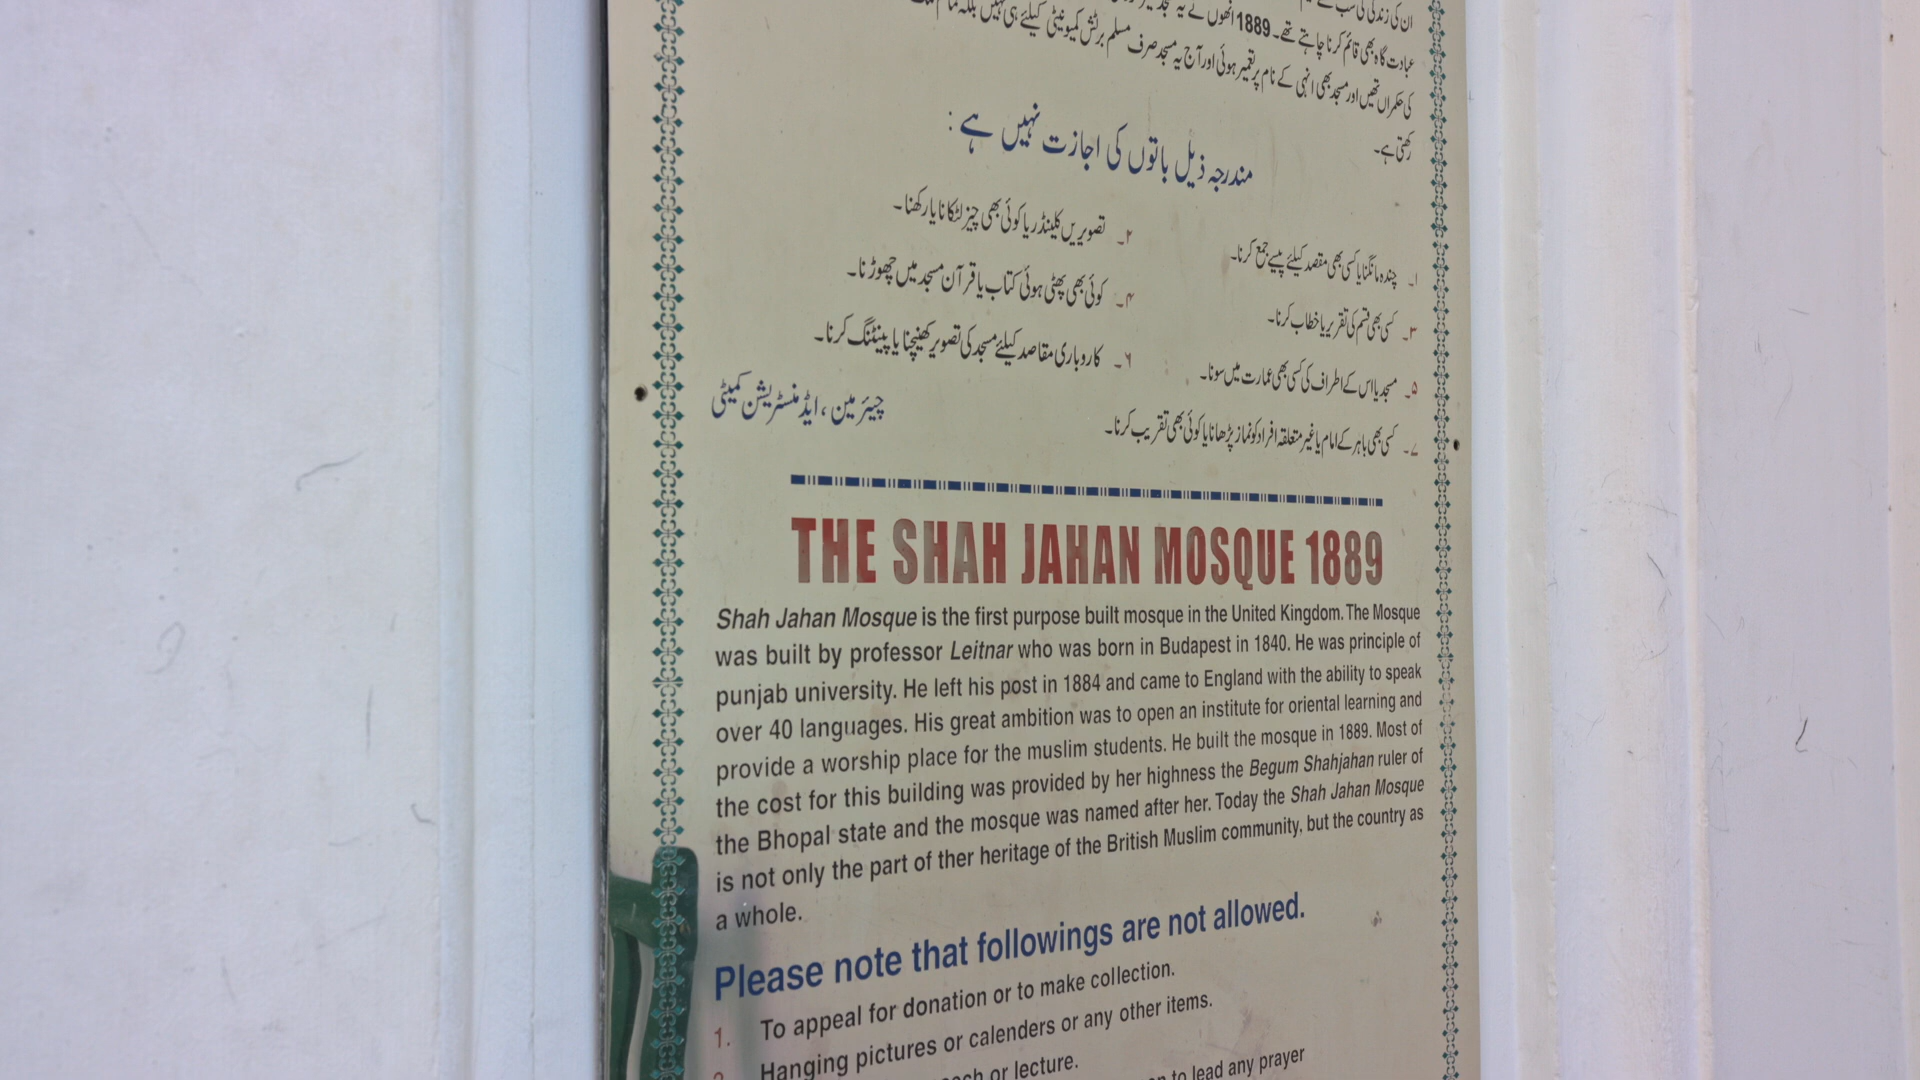 ان کی زندگی کی سب سے
عبادت گاہ بھی قائم کرنا چاہتے تھے۔ 1889 انھوں نے یہ مسجد
کی حکمراں تھیں اور مسجد بھی انہی کے نام پر تعمیر ہوئی اور آج یہ مسجد صرف مسلم برٹش کمیونیٹی کیلئے ہی نہیں بلکہ تمام
رکھتی ہے۔
مندرجہ ذیل باتوں کی اجازت نہیں ہے :
۱۔ چندہ مانگنا یا کسی بھی مقصد کیلئے پیسے جمع کرنا۔
۲۔ تصویریں کلینڈر یا کوئی بھی چیز لٹکانا یا رکھنا۔
۳۔ کسی بھی قسم کی تقریر یا خطاب کرنا۔
۴۔ کوئی بھی پھٹی ہوئی کتاب یا قرآن مسجد میں چھوڑنا۔
۵۔ مسجد یا اس کے اطراف کی کسی بھی عمارت میں سونا۔
۶۔ کاروباری مقاصد کیلئے مسجد کی تصویر کھینچنا یا پینٹنگ کرنا۔
۷۔ کسی بھی باہر کے امام یا غیر متعلقہ افراد کو نماز پڑھانا یا کوئی بھی تقریب کرنا۔
چیئر مین ، ایڈمنسٹریشن کمیٹی
THE SHAH JAHAN MOSQUE 1889
Shah Jahan Mosque is the first purpose built mosque in the United Kingdom. The Mosque
was built by professor Leitnar who was born in Budapest in 1840. He was principle of
punjab university. He left his post in 1884 and came to England with the ability to speak
over 40 languages. His great ambition was to open an institute for oriental learning and
provide a worship place for the muslim students. He built the mosque in 1889. Most of
the cost for this building was provided by her highness the Begum Shahjahan ruler of
the Bhopal state and the mosque was named after her. Today the Shah Jahan Mosque
is not only the part of ther heritage of the British Muslim community, but the country as
a whole.
Please note that followings are not allowed.
1. To appeal for donation or to make collection.
2. Hanging pictures or calenders or any other items.
or lecture.
to lead any prayer